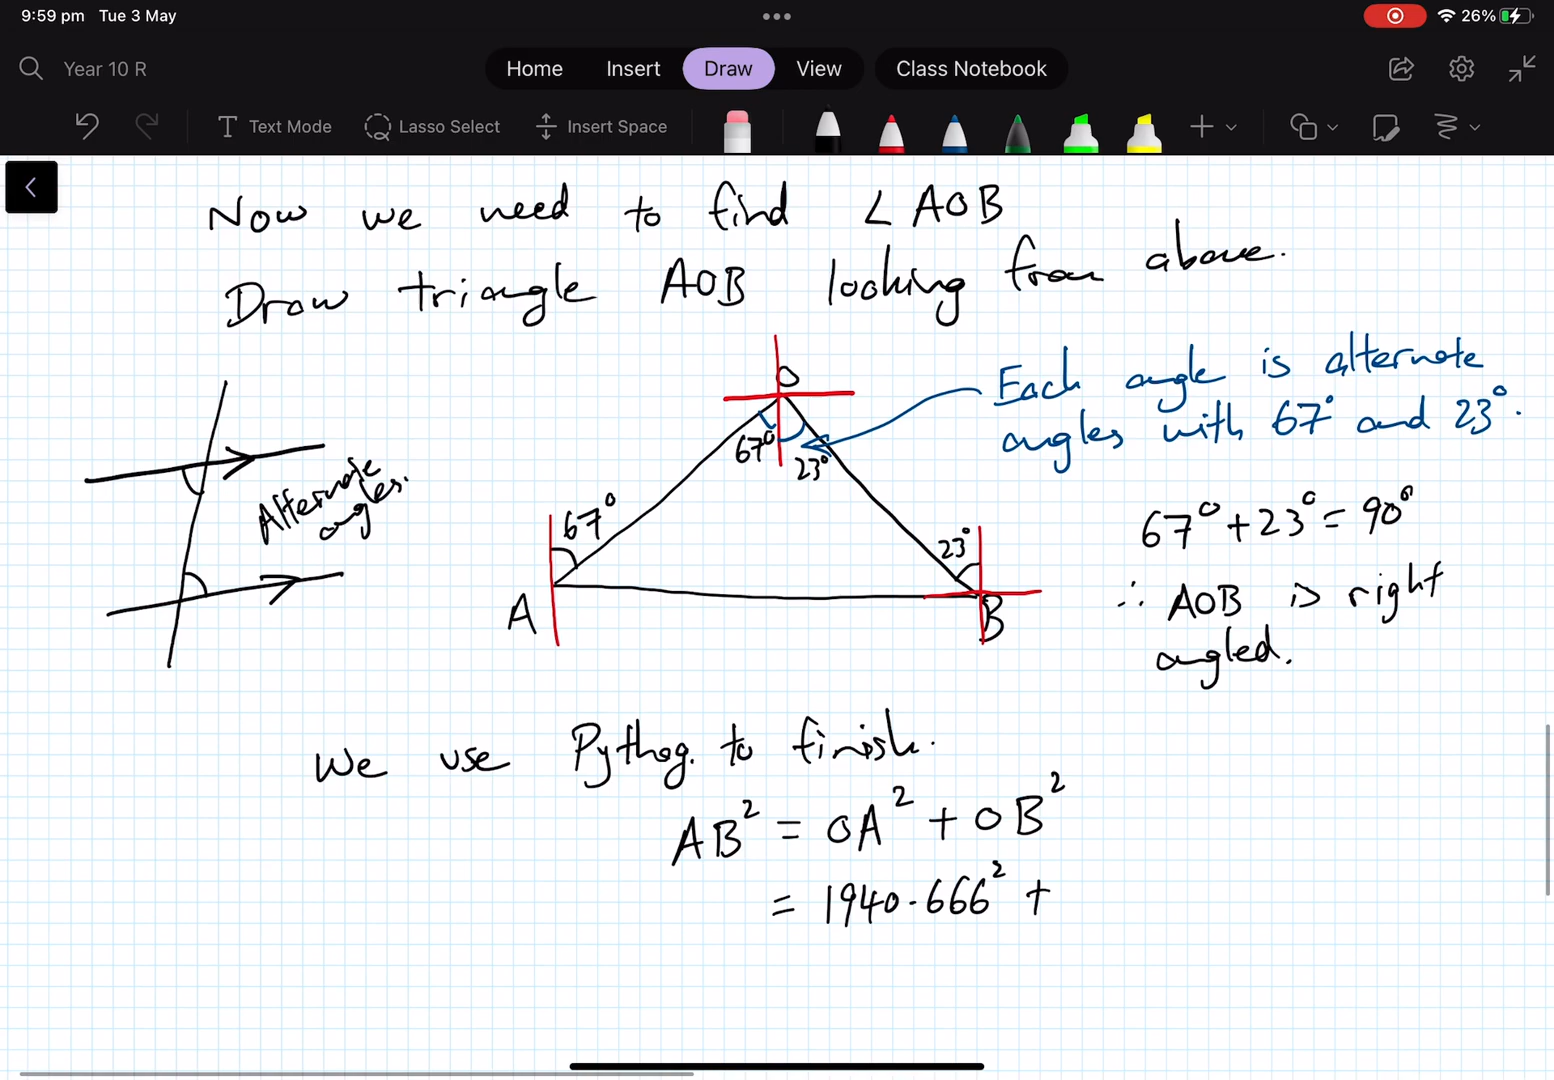 9:59 pm Tue 3 May
26%
Year 10 R
Home Insert Draw View Class Notebook
Text Mode Lasso Select Insert Space
Now we need to find ∠AOB
Draw triangle AOB looking from above.
O
Each angle is alternate
angles with 67° and 23°.
67° 23°
Alternate
angles.
67°
23°
A
B
67° + 23° = 90°
∴ AOB is right
angled.
We use Pythag. to finish.
AB² = OA² + OB²
= 1940.666² +